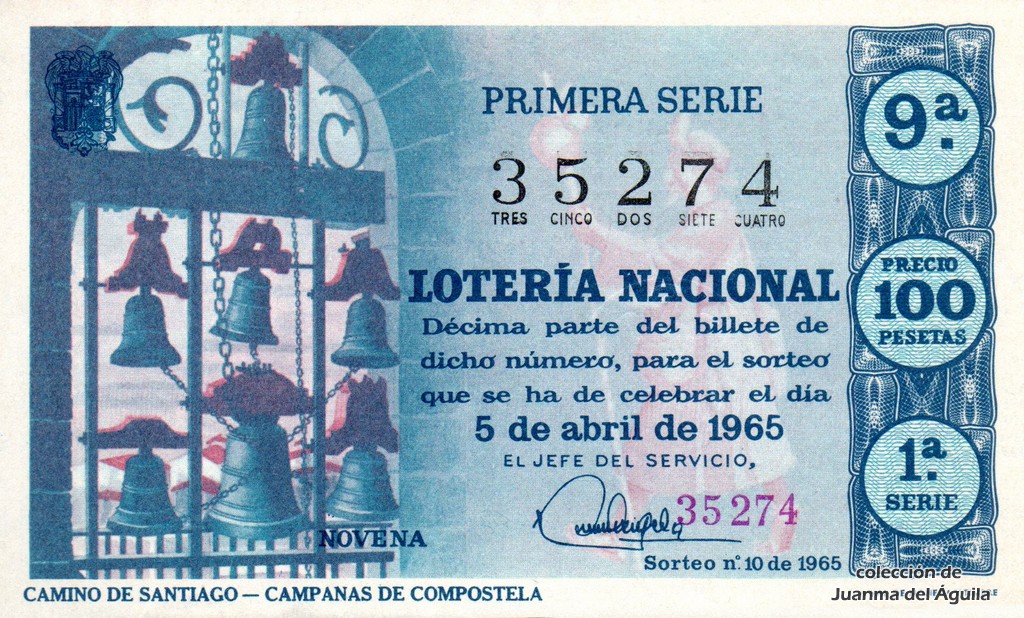 PRIMERA SERIE
35274
TRES CINCO DOS SIETE CUATRO
LOTERÍA NACIONAL
Décima parte del billete de
dicho número, para el sorteo
que se ha de celebrar el día
5 de abril de 1965
EL JEFE DEL SERVICIO,
35274
NOVENA
Sorteo nº. 10 de 1965
9ª.
PRECIO
100
PESETAS
1ª.
SERIE
CAMINO DE SANTIAGO — CAMPANAS DE COMPOSTELA
colección de
Juanma del Águila